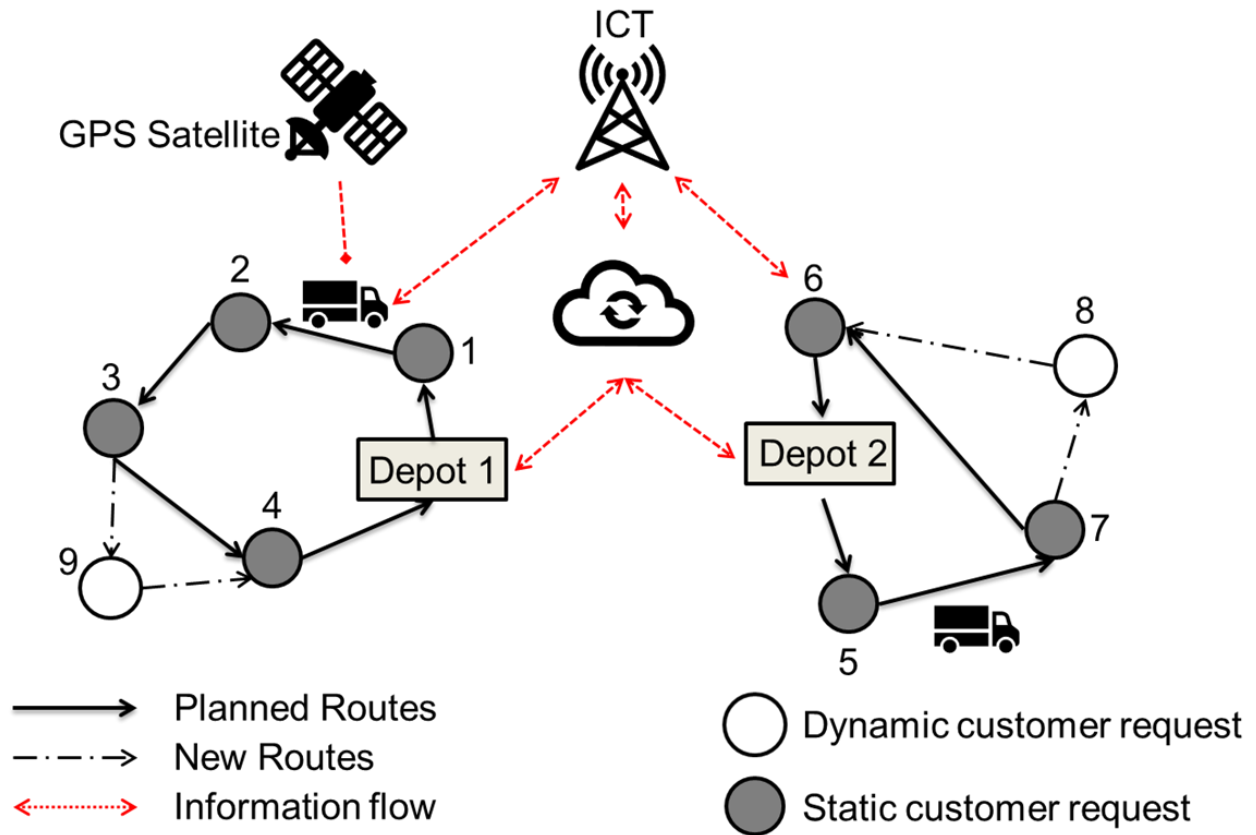 ICT
GPS Satellite
2
6
8
1
3
Depot 1
Depot 2
4
7
9
5
Planned Routes
New Routes
Information flow
Dynamic customer request
Static customer request